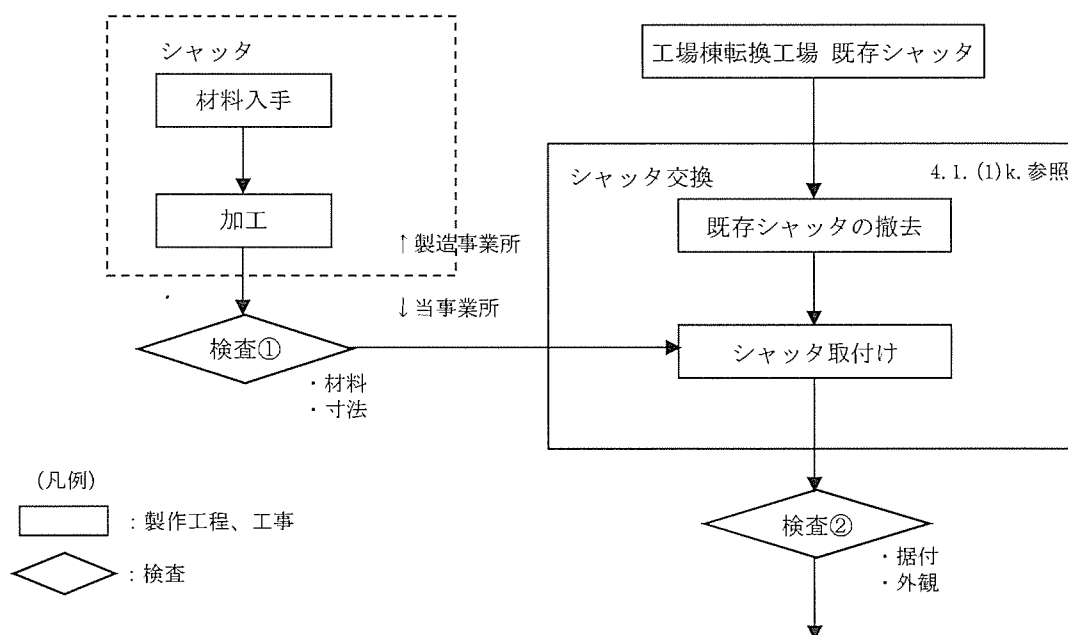 シャッタ
材料入手
加工
↑製造事業所
↓当事業所
検査①
・材料
・寸法
工場棟転換工場 既存シャッタ
シャッタ交換
4.1.(1)k.参照
既存シャッタの撤去
シャッタ取付け
検査②
・据付
・外観
(凡例)
:製作工程、工事
:検査